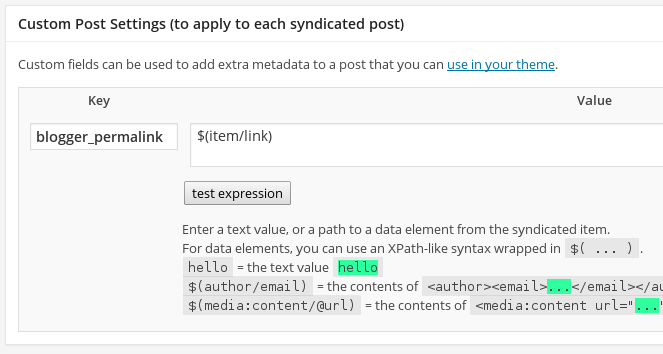 Custom Post Settings (to apply to each syndicated post)
Custom fields can be used to add extra metadata to a post that you can use in your theme.
Key Value
blogger_permalink $(item/link)
test expression
Enter a text value, or a path to a data element from the syndicated item.
For data elements, you can use an XPath-like syntax wrapped in $( ... ) .
hello = the text value hello
$(author/email) = the contents of <author><email>...</email></au
$(media:content/@url) = the contents of <media:content url="..."